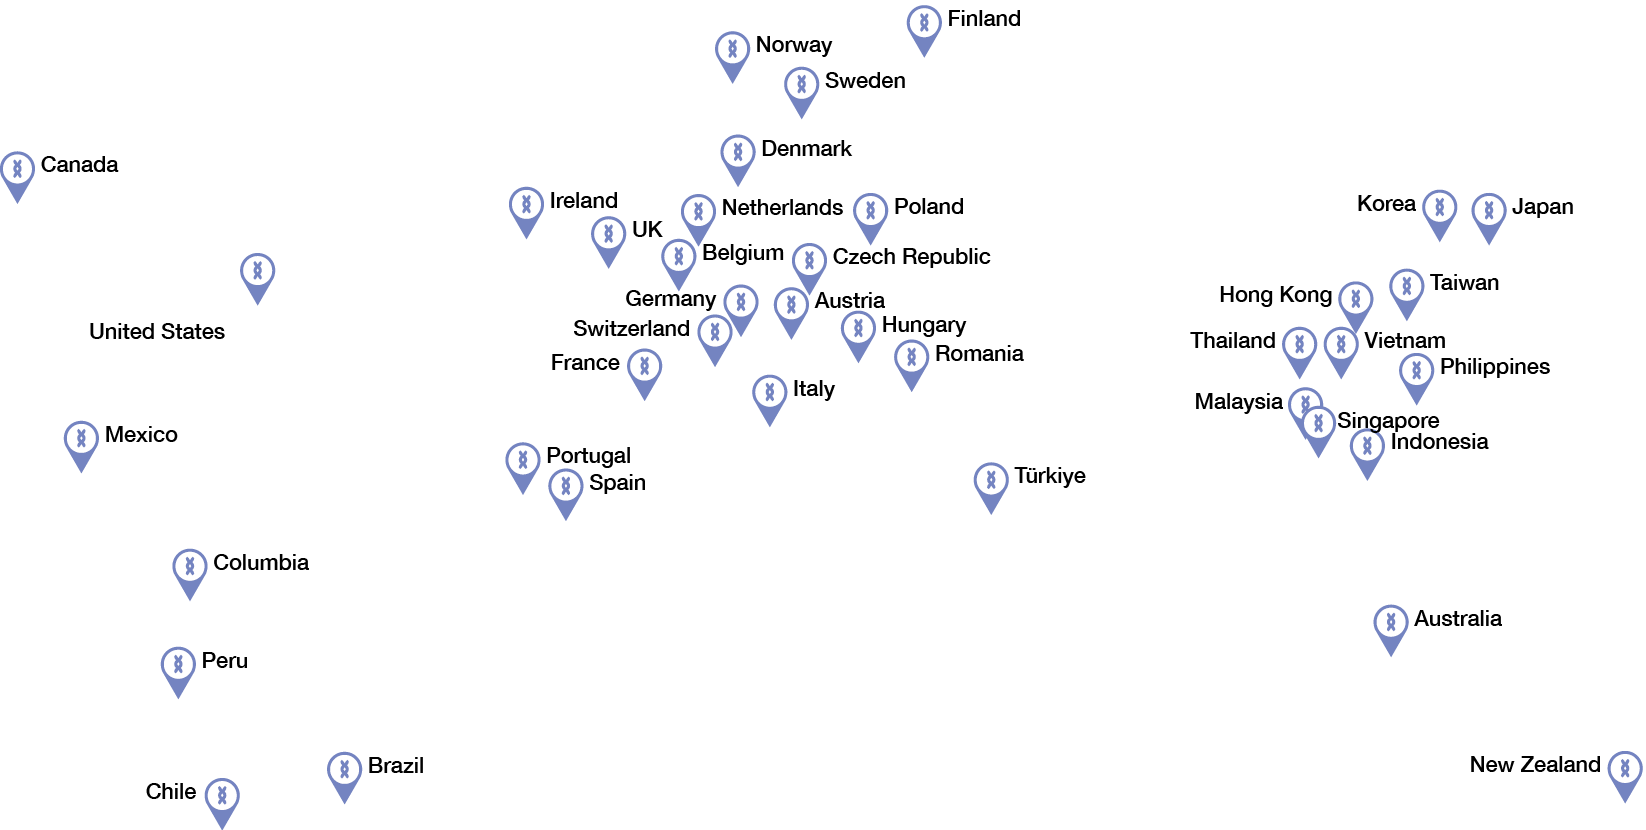 Finland
Norway
Sweden
Denmark
Canada
Ireland
Netherlands
Poland
Korea
Japan
UK
Belgium
Czech Republic
Taiwan
Hong Kong
Germany
Austria
Hungary
Switzerland
United States
Thailand
Vietnam
Romania
France
Philippines
Italy
Malaysia
Singapore
Mexico
Indonesia
Portugal
Spain
Türkiye
Columbia
Australia
Peru
Brazil
New Zealand
Chile